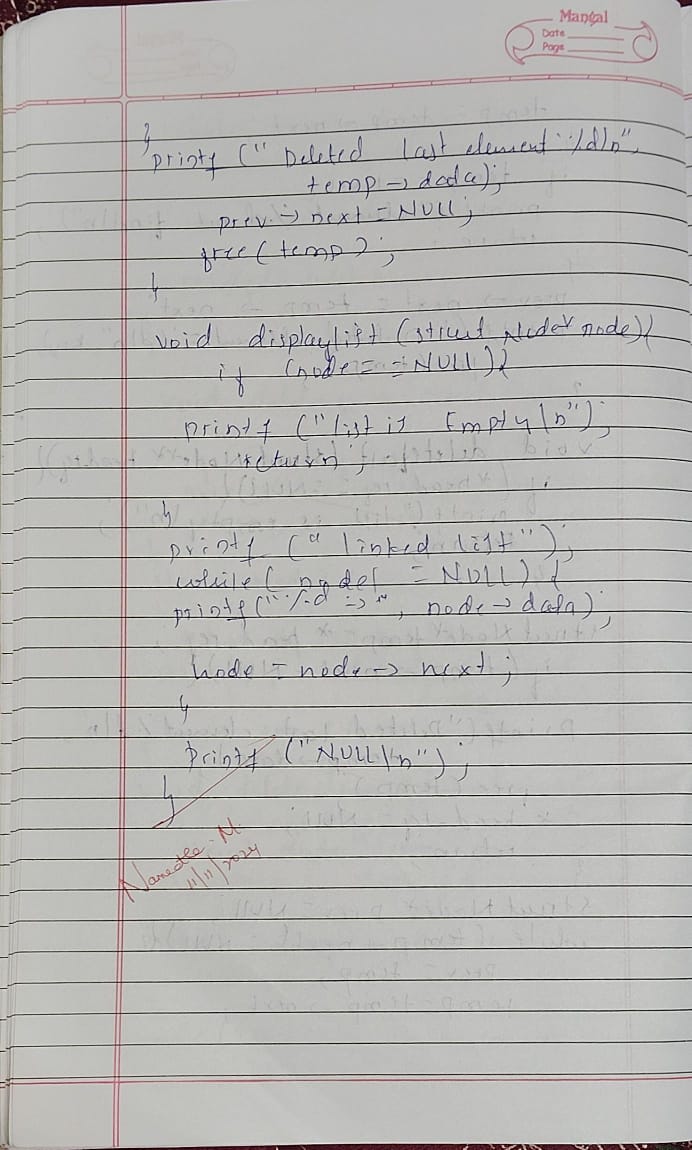 Mangal
Date
Page
}
printf (" Deleted last element : %d\n",
temp -> data);
prev -> next = NULL;
free (temp);
}
void displaylist (struct Node* node){
if (node == NULL){
printf ("list is Empty \n");
return;
}
printf (" linked list");
while ( node! = NULL) {
printf(" %d ->", node -> data);
node = node -> next;
}
printf ("NULL\n");
}
11/11/2024